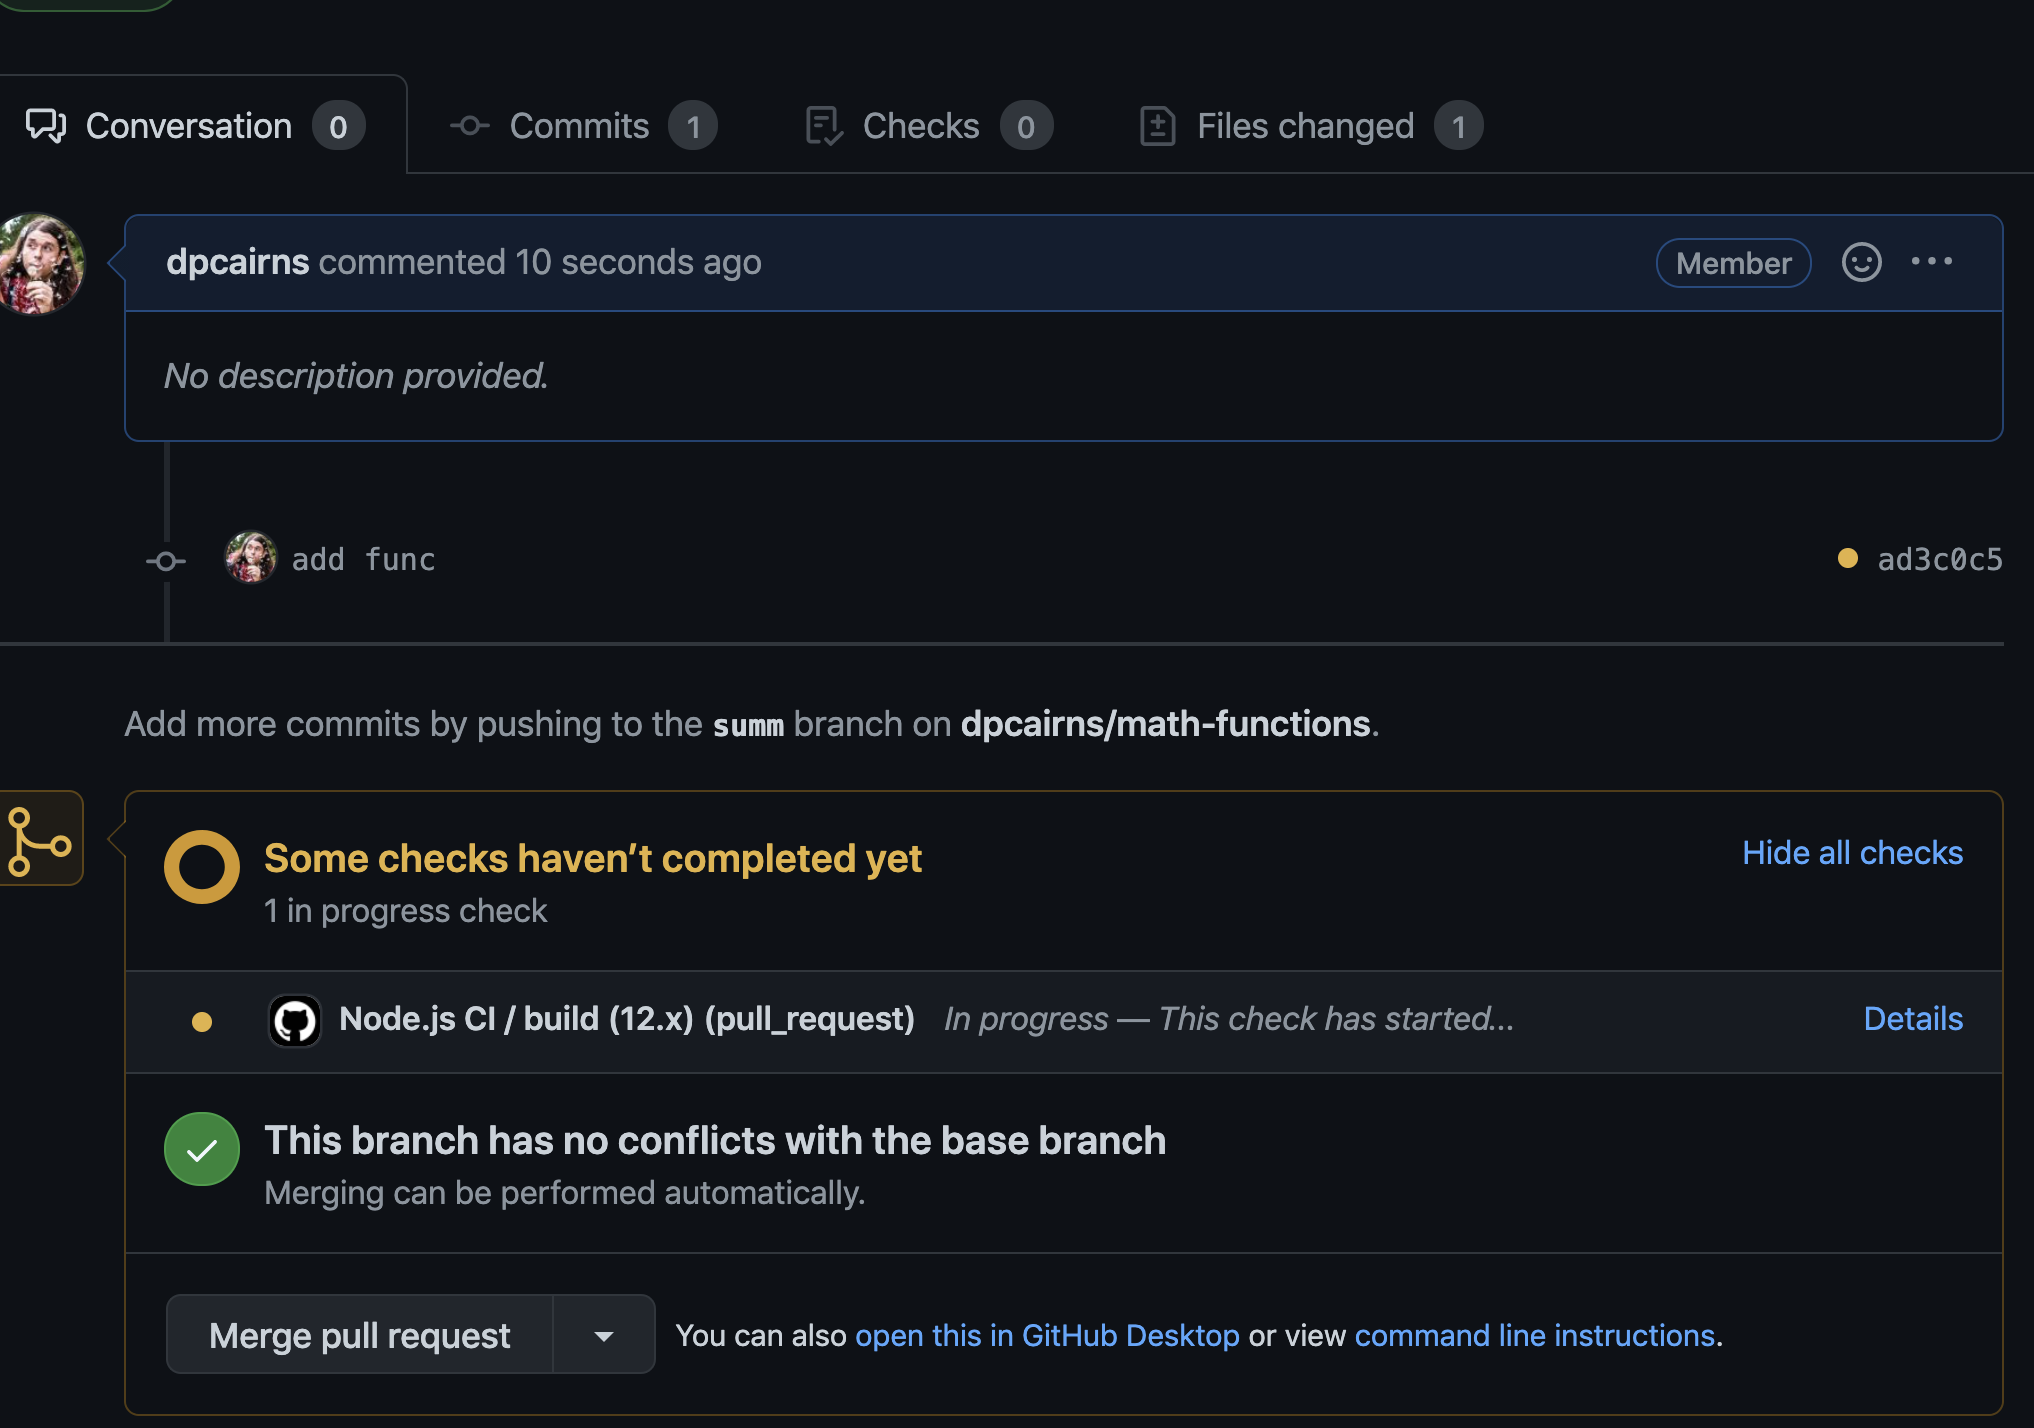 Conversation 0 Commits 1 Checks 0 Files changed 1
dpcairns commented 10 seconds ago Member
No description provided.
add func ad3c0c5
Add more commits by pushing to the summ branch on dpcairns/math-functions.
Some checks haven’t completed yet Hide all checks
1 in progress check
Node.js CI / build (12.x) (pull_request) In progress — This check has started... Details
This branch has no conflicts with the base branch
Merging can be performed automatically.
Merge pull request You can also open this in GitHub Desktop or view command line instructions.